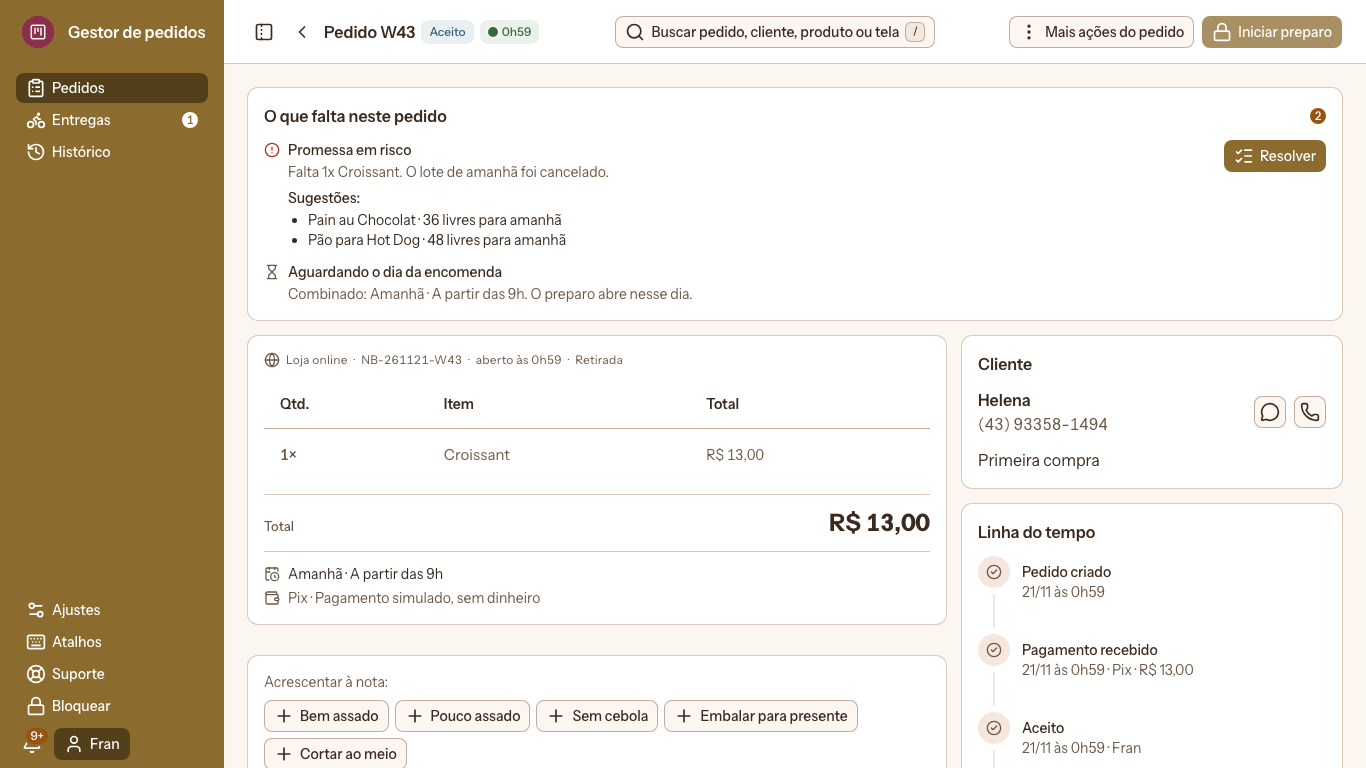 Gestor de pedidos
Pedidos
Entregas 1
Histórico
Ajustes
Atalhos
Suporte
Bloquear
9+
Fran
Pedido W43 Aceito 0h59
Buscar pedido, cliente, produto ou tela /
Mais ações do pedido
Iniciar preparo
O que falta neste pedido 2
Promessa em risco
Falta 1x Croissant. O lote de amanhã foi cancelado.
Resolver
Sugestões:
• Pain au Chocolat · 36 livres para amanhã
• Pão para Hot Dog · 48 livres para amanhã
Aguardando o dia da encomenda
Combinado: Amanhã · A partir das 9h. O preparo abre nesse dia.
Loja online · NB-261121-W43 · aberto às 0h59 · Retirada
Qtd. Item Total
1× Croissant R$ 13,00
Total R$ 13,00
Amanhã · A partir das 9h
Pix · Pagamento simulado, sem dinheiro
Acrescentar à nota:
Bem assado
Pouco assado
Sem cebola
Embalar para presente
Cortar ao meio
Cliente
Helena
(43) 93358-1494
Primeira compra
Linha do tempo
Pedido criado
21/11 às 0h59
Pagamento recebido
21/11 às 0h59 · Pix · R$ 13,00
Aceito
21/11 às 0h59 · Fran